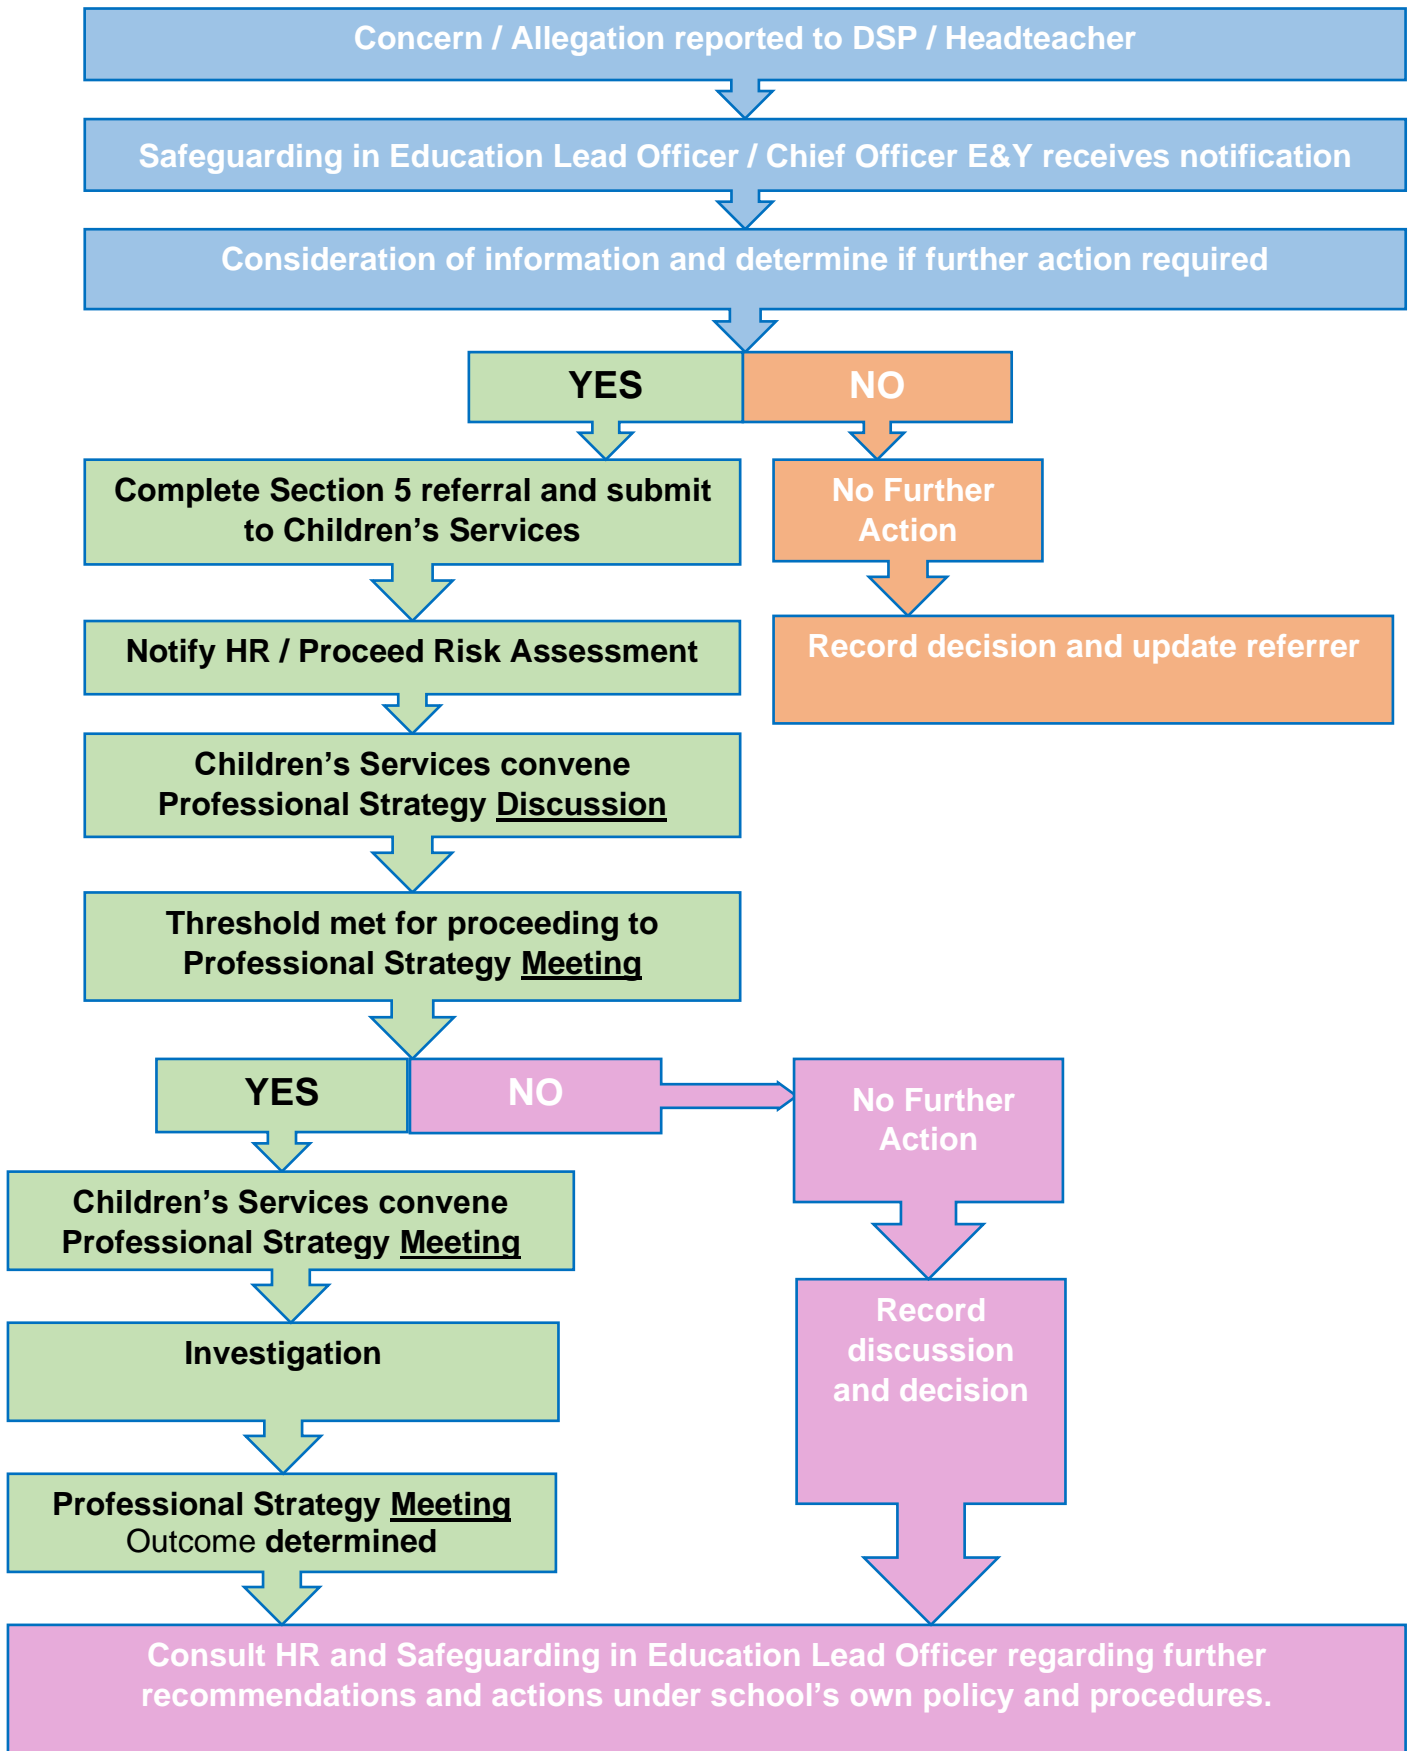 Concern / Allegation reported to DSP / Headteacher
Safeguarding in Education Lead Officer / Chief Officer E&Y receives notification
Consideration of information and determine if further action required
YES
NO
Complete Section 5 referral and submit
to Children’s Services
No Further
Action
Notify HR / Proceed Risk Assessment
Record decision and update referrer
Children’s Services convene
Professional Strategy Discussion
Threshold met for proceeding to
Professional Strategy Meeting
YES
NO
No Further
Action
Children’s Services convene
Professional Strategy Meeting
Record
discussion
and decision
Investigation
Professional Strategy Meeting
Outcome determined
Consult HR and Safeguarding in Education Lead Officer regarding further
recommendations and actions under school’s own policy and procedures.